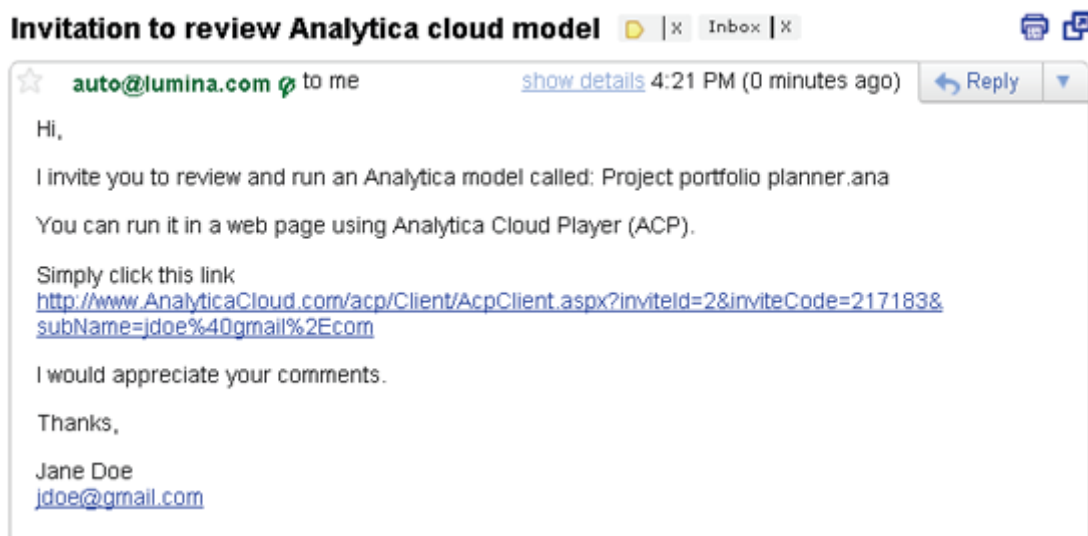 Invitation to review Analytica cloud model x Inbox x
auto@lumina.com to me show details 4:21 PM (0 minutes ago) Reply
Hi,
I invite you to review and run an Analytica model called: Project portfolio planner.ana
You can run it in a web page using Analytica Cloud Player (ACP).
Simply click this link
http://www.AnalyticaCloud.com/acp/Client/AcpClient.aspx?inviteId=2&inviteCode=217183&
subName=jdoe%40gmail%2Ecom
I would appreciate your comments.
Thanks,
Jane Doe
jdoe@gmail.com